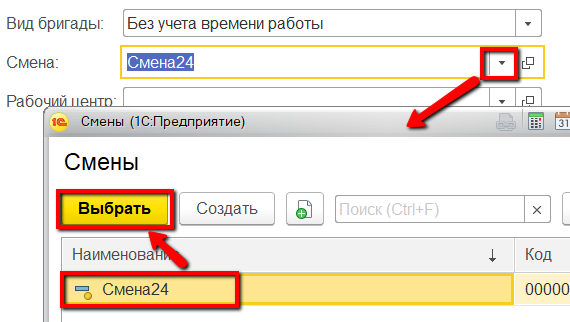 Вид бригады: Без учета времени работы
Смена: Смена24
Рабочий центр:
1С Смены (1С:Предприятие) 31
Смены
Выбрать Создать Поиск (Ctrl+F) ×
Наименование ↓ Код
Смена24 00000